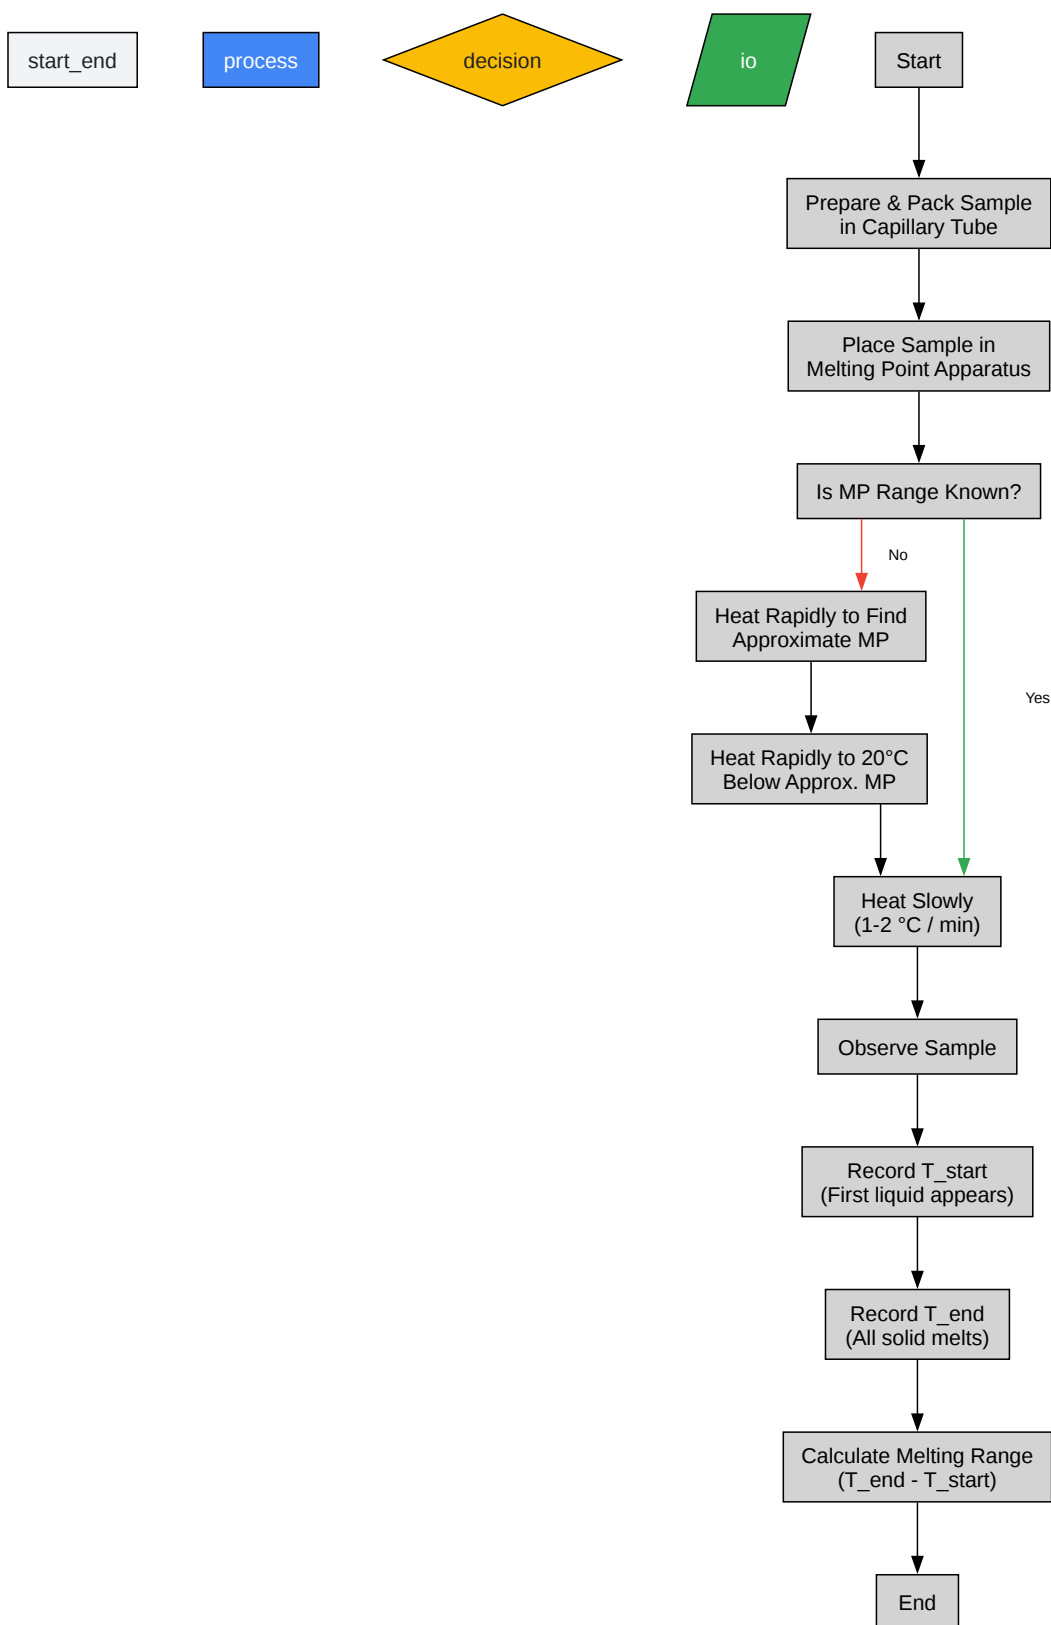 start_end
process
decision
io
Start
Prepare & Pack Sample
in Capillary Tube
Place Sample in
Melting Point Apparatus
Is MP Range Known?
No
Heat Rapidly to Find
Approximate MP
Yes
Heat Rapidly to 20°C
Below Approx. MP
Heat Slowly
(1-2 °C / min)
Observe Sample
Record T_start
(First liquid appears)
Record T_end
(All solid melts)
Calculate Melting Range
(T_end - T_start)
End